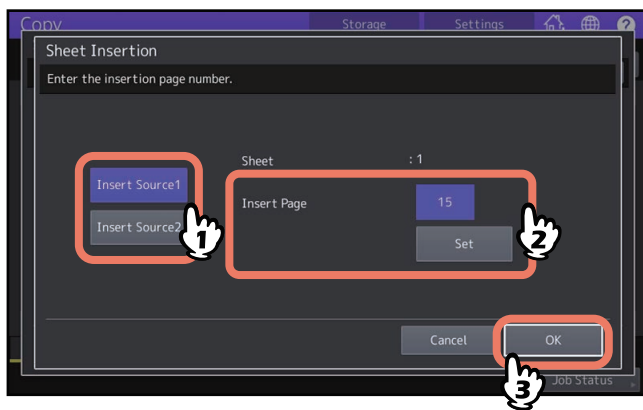 Copy Storage Settings ?
Sheet Insertion
Enter the insertion page number.
Sheet : 1
Insert Source1
Insert Page 15
Insert Source2
Set
1
2
Cancel OK
3
Job Status